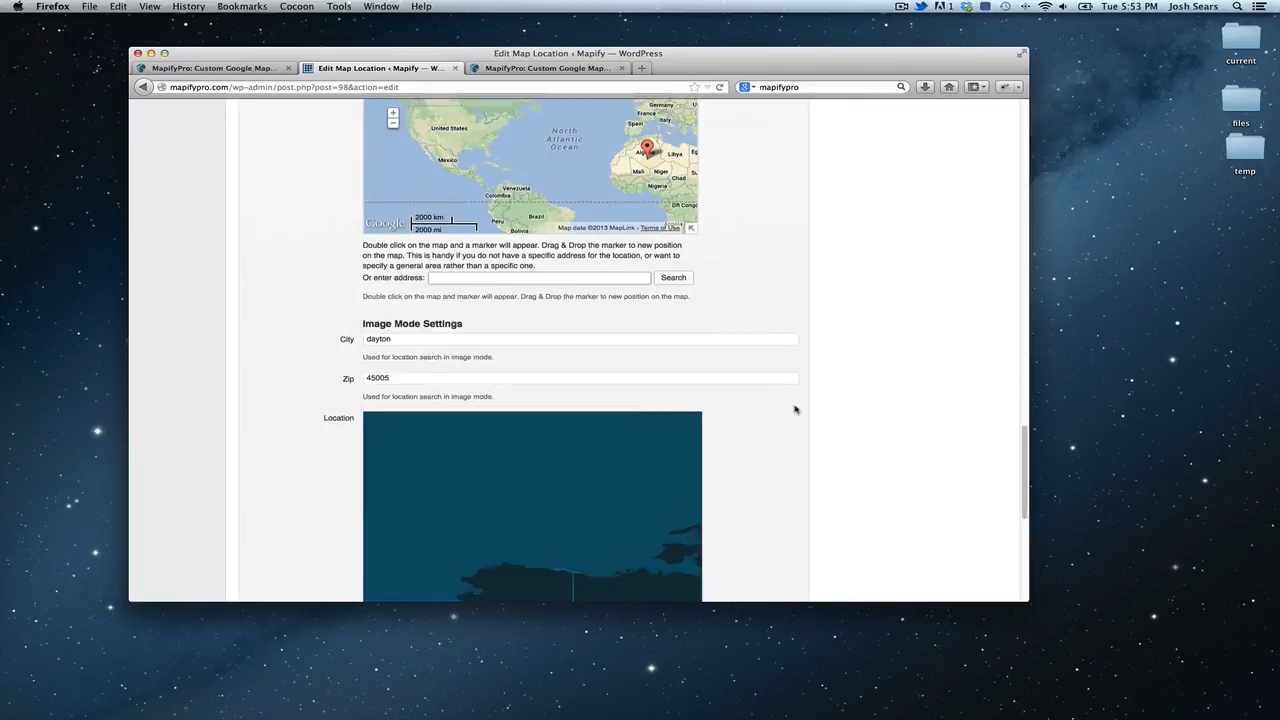 Firefox File Edit View History Bookmarks Cocoon Tools Window Help
1 Tue 5:53 PM Josh Sears
Edit Map Location ‹ Mapify — WordPress
MapifyPro: Custom Google Map... Edit Map Location ‹ Mapify — W... MapifyPro: Custom Google Map...
mapifypro.com/wp-admin/post.php?post=98&action=edit
mapifypro
current
files
temp
Germany
United States
North
Atlantic
Ocean
France
Spain
Italy
Mexico
Libya
Mali Niger
Chad
Nigeria
Venezuela
Colombia
DR Congo
Peru
Brazil
Bolivia
Google
2000 km
2000 mi
Map data ©2013 MapLink - Terms of Use
Double click on the map and a marker will appear. Drag & Drop the marker to new position
on the map. This is handy if you do not have a specific address for the location, or want to
specify a general area rather than a specific one.
Or enter address: Search
Double click on the map and marker will appear. Drag & Drop the marker to new position on the map.
Image Mode Settings
City dayton
Used for location search in image mode.
Zip 45005
Used for location search in image mode.
Location